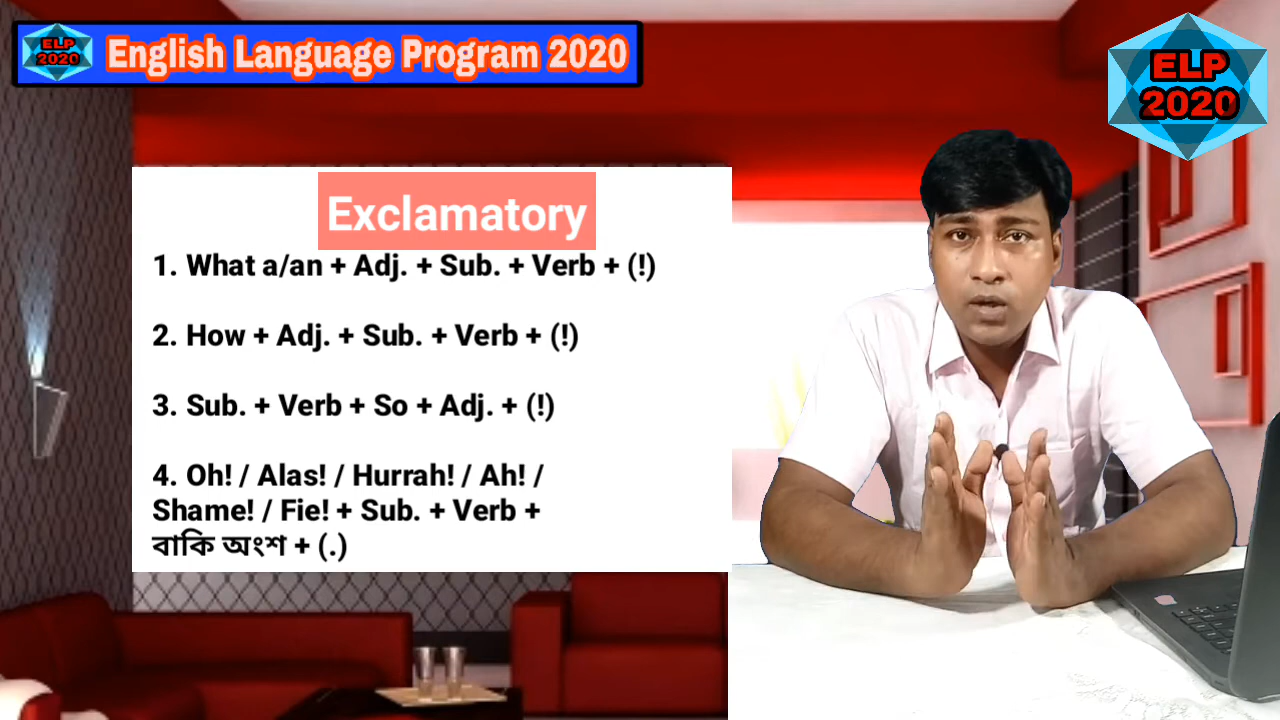 ELP
2020
English Language Program 2020
ELP
2020
Exclamatory
1. What a/an + Adj. + Sub. + Verb + (!)
2. How + Adj. + Sub. + Verb + (!)
3. Sub. + Verb + So + Adj. + (!)
4. Oh! / Alas! / Hurrah! / Ah! /
Shame! / Fie! + Sub. + Verb +
বাকি অংশ + (.)